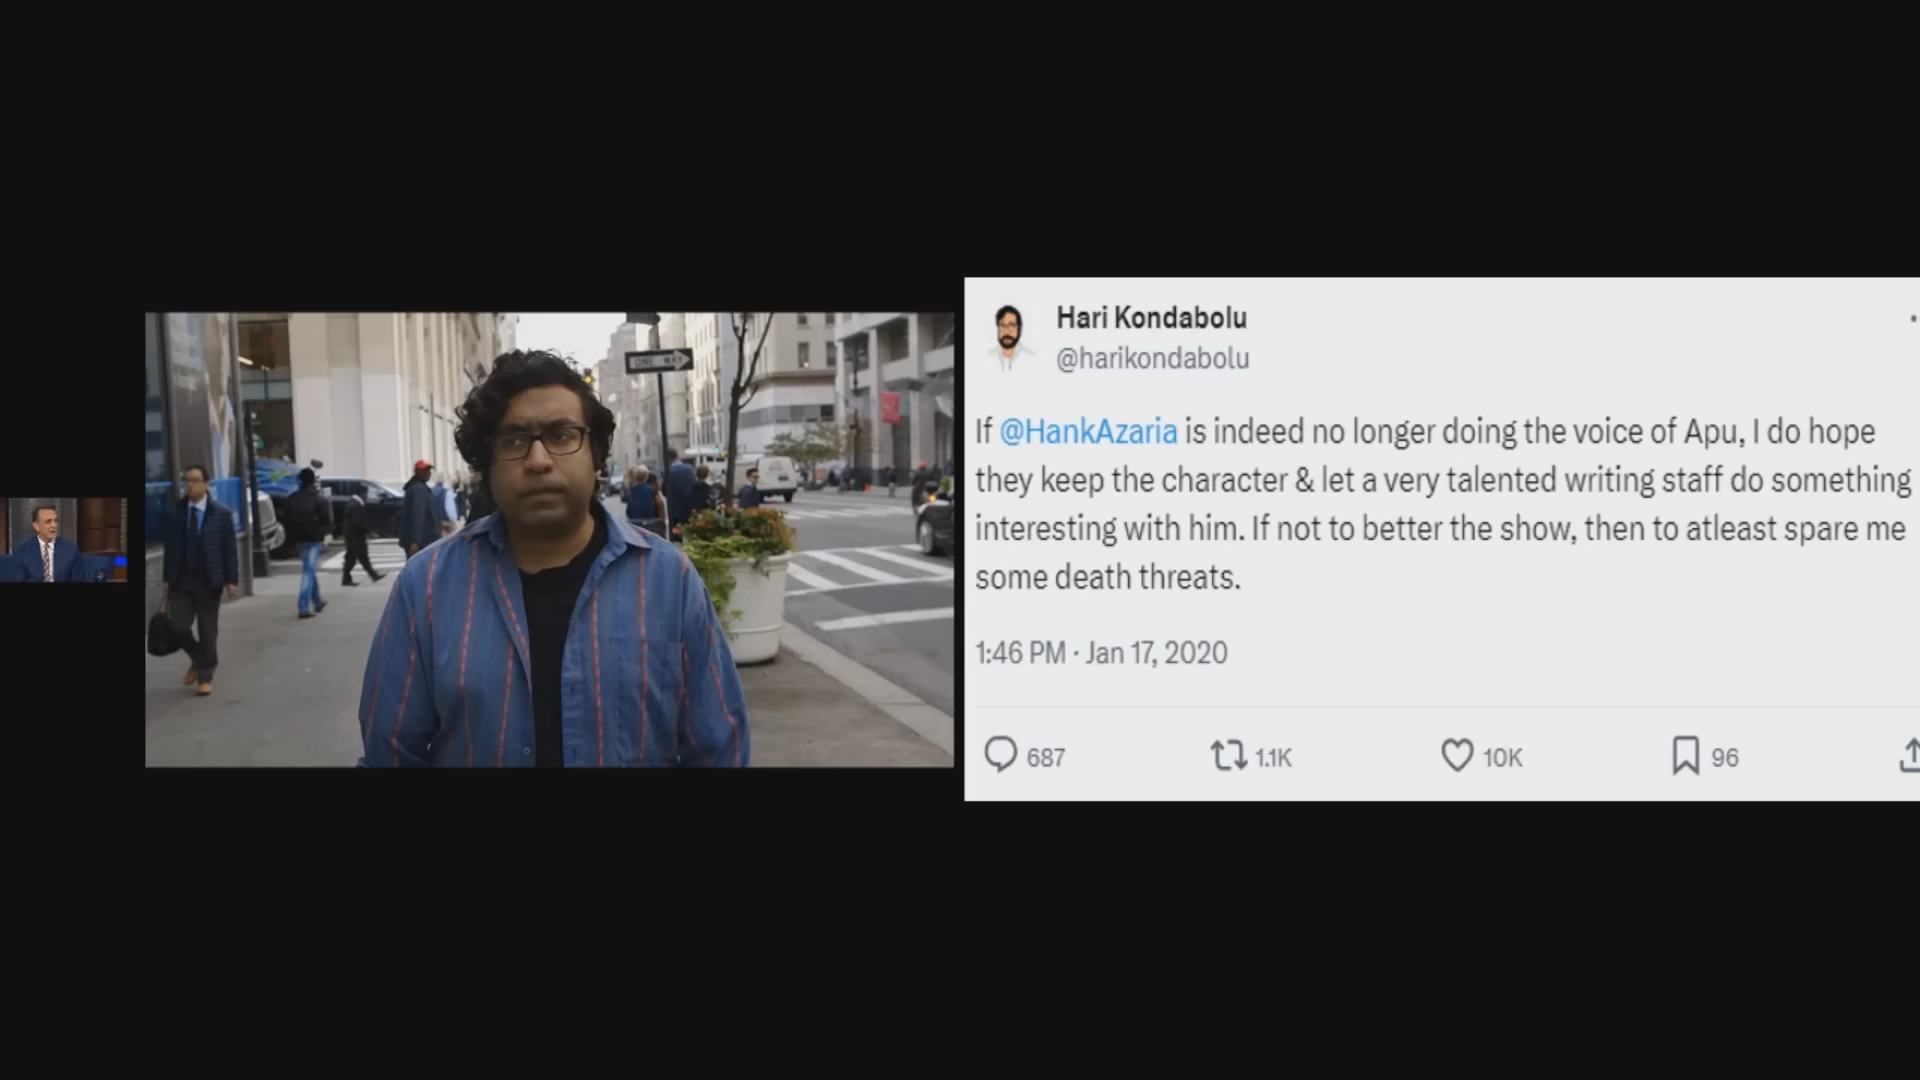 ONE WAY
Hari Kondabolu
@harikondabolu
If @HankAzaria is indeed no longer doing the voice of Apu, I do hope
they keep the character & let a very talented writing staff do something
interesting with him. If not to better the show, then to atleast spare me
some death threats.
1:46 PM · Jan 17, 2020
687
1.1K
10K
96